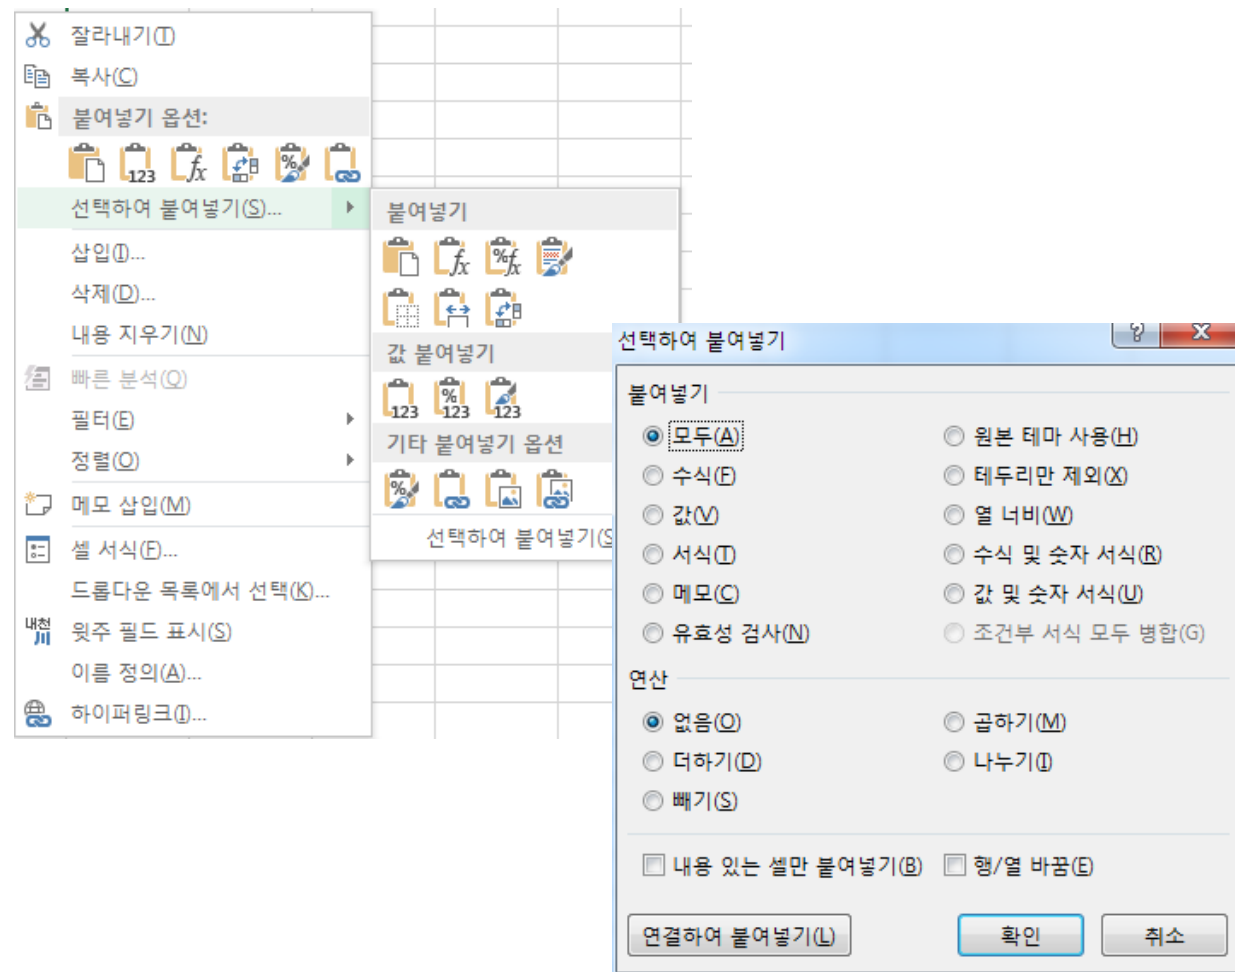 잘라내기(T)
복사(C)
붙여넣기 옵션:
선택하여 붙여넣기(S)...
삽입(I)...
삭제(D)...
내용 지우기(N)
빠른 분석(Q)
필터(E)
정렬(O)
메모 삽입(M)
셀 서식(F)...
드롭다운 목록에서 선택(K)...
윗주 필드 표시(S)
이름 정의(A)...
하이퍼링크(I)...
붙여넣기
값 붙여넣기
기타 붙여넣기 옵션
선택하여 붙여넣기(S
선택하여 붙여넣기
붙여넣기
모두(A) 원본 테마 사용(H)
수식(F) 테두리만 제외(X)
값(V) 열 너비(W)
서식(T) 수식 및 숫자 서식(R)
메모(C) 값 및 숫자 서식(U)
유효성 검사(N) 조건부 서식 모두 병합(G)
연산
없음(O) 곱하기(M)
더하기(D) 나누기(I)
빼기(S)
내용 있는 셀만 붙여넣기(B) 행/열 바꿈(E)
연결하여 붙여넣기(L) 확인 취소